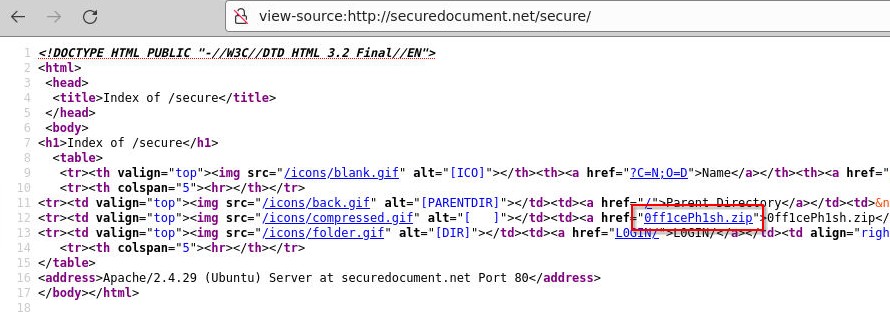 view-source:http://securedocument.net/secure/
1 <!DOCTYPE HTML PUBLIC "-//W3C//DTD HTML 3.2 Final//EN">
2 <html>
3 <head>
4 <title>Index of /secure</title>
5 </head>
6 <body>
7 <h1>Index of /secure</h1>
8 <table>
9 <tr><th valign="top"><img src="/icons/blank.gif" alt="[ICO]"></th><th><a href="?C=N;O=D">Name</a></th><th><a href=
10 <tr><th colspan="5"><hr></th></tr>
11 <tr><td valign="top"><img src="/icons/back.gif" alt="[PARENTDIR]"></td><td><a href="/">Parent Directory</a></td><td>&n
12 <tr><td valign="top"><img src="/icons/compressed.gif" alt="[   ]"></td><td><a href="0ff1cePh1sh.zip">0ff1cePh1sh.zip</
13 <tr><td valign="top"><img src="/icons/folder.gif" alt="[DIR]"></td><td><a href="L0GIN/">L0GIN/</a></td><td align="righ
14 <tr><th colspan="5"><hr></th></tr>
15 </table>
16 <address>Apache/2.4.29 (Ubuntu) Server at securedocument.net Port 80</address>
17 </body></html>
18